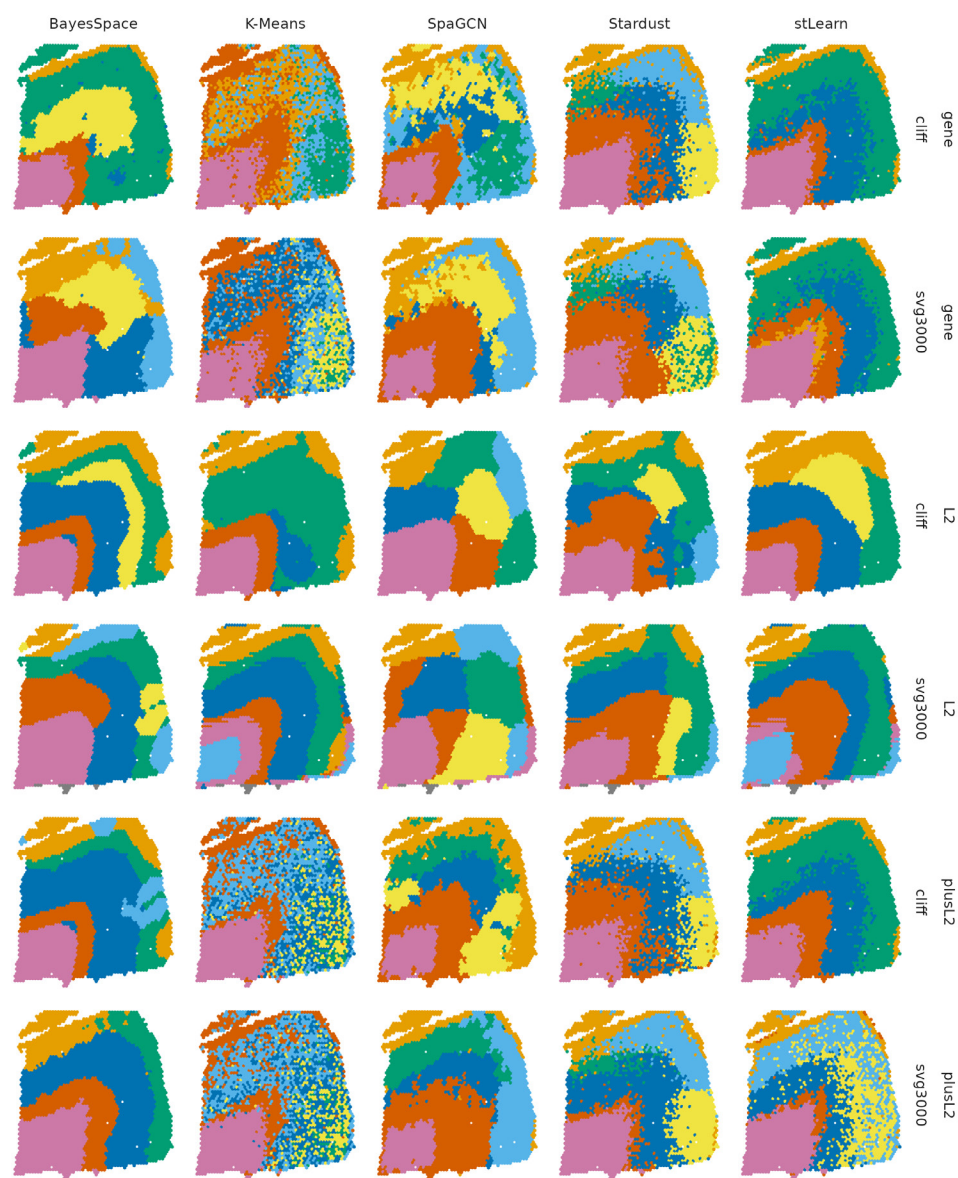 BayesSpace K-Means SpaGCN Stardust stLearn
gene
cliff
gene
svg3000
L2
cliff
L2
svg3000
plusL2
cliff
plusL2
svg3000